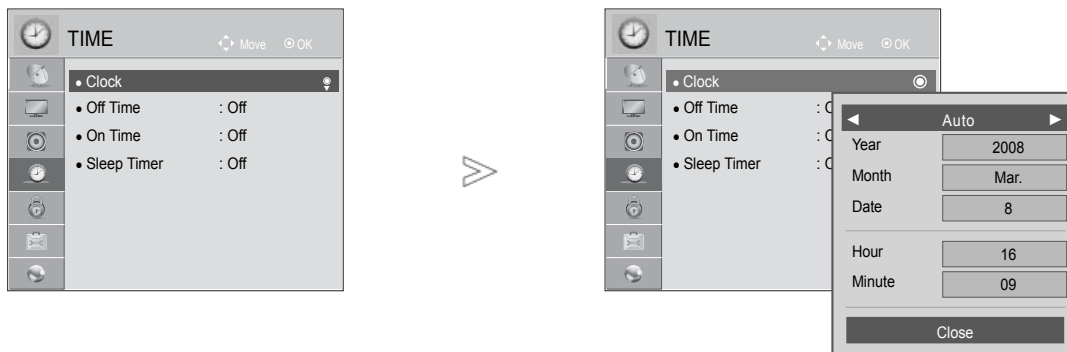 TIME
Move OK
• Clock
• Off Time : Off
• On Time : Off
• Sleep Timer : Off
TIME
Move OK
• Clock
• Off Time :
• On Time :
• Sleep Timer :
◄ Auto ►
Year 2008
Month Mar.
Date 8
Hour 16
Minute 09
Close